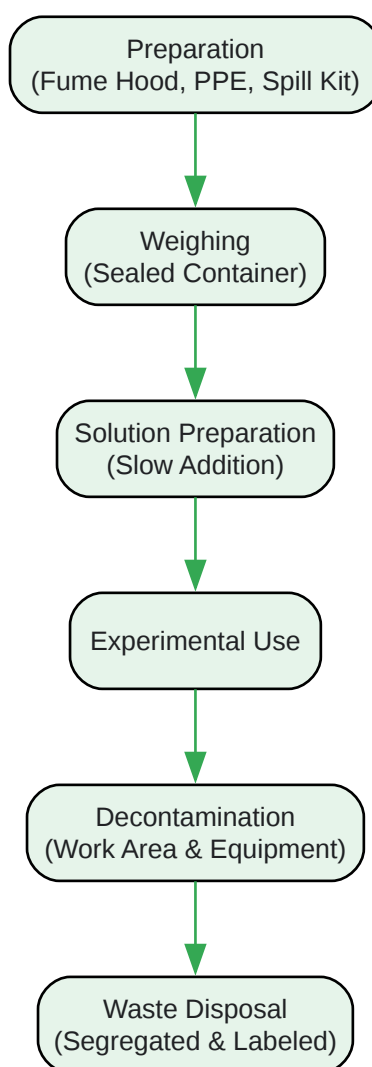 Preparation
(Fume Hood, PPE, Spill Kit)
Weighing
(Sealed Container)
Solution Preparation
(Slow Addition)
Experimental Use
Decontamination
(Work Area & Equipment)
Waste Disposal
(Segregated & Labeled)